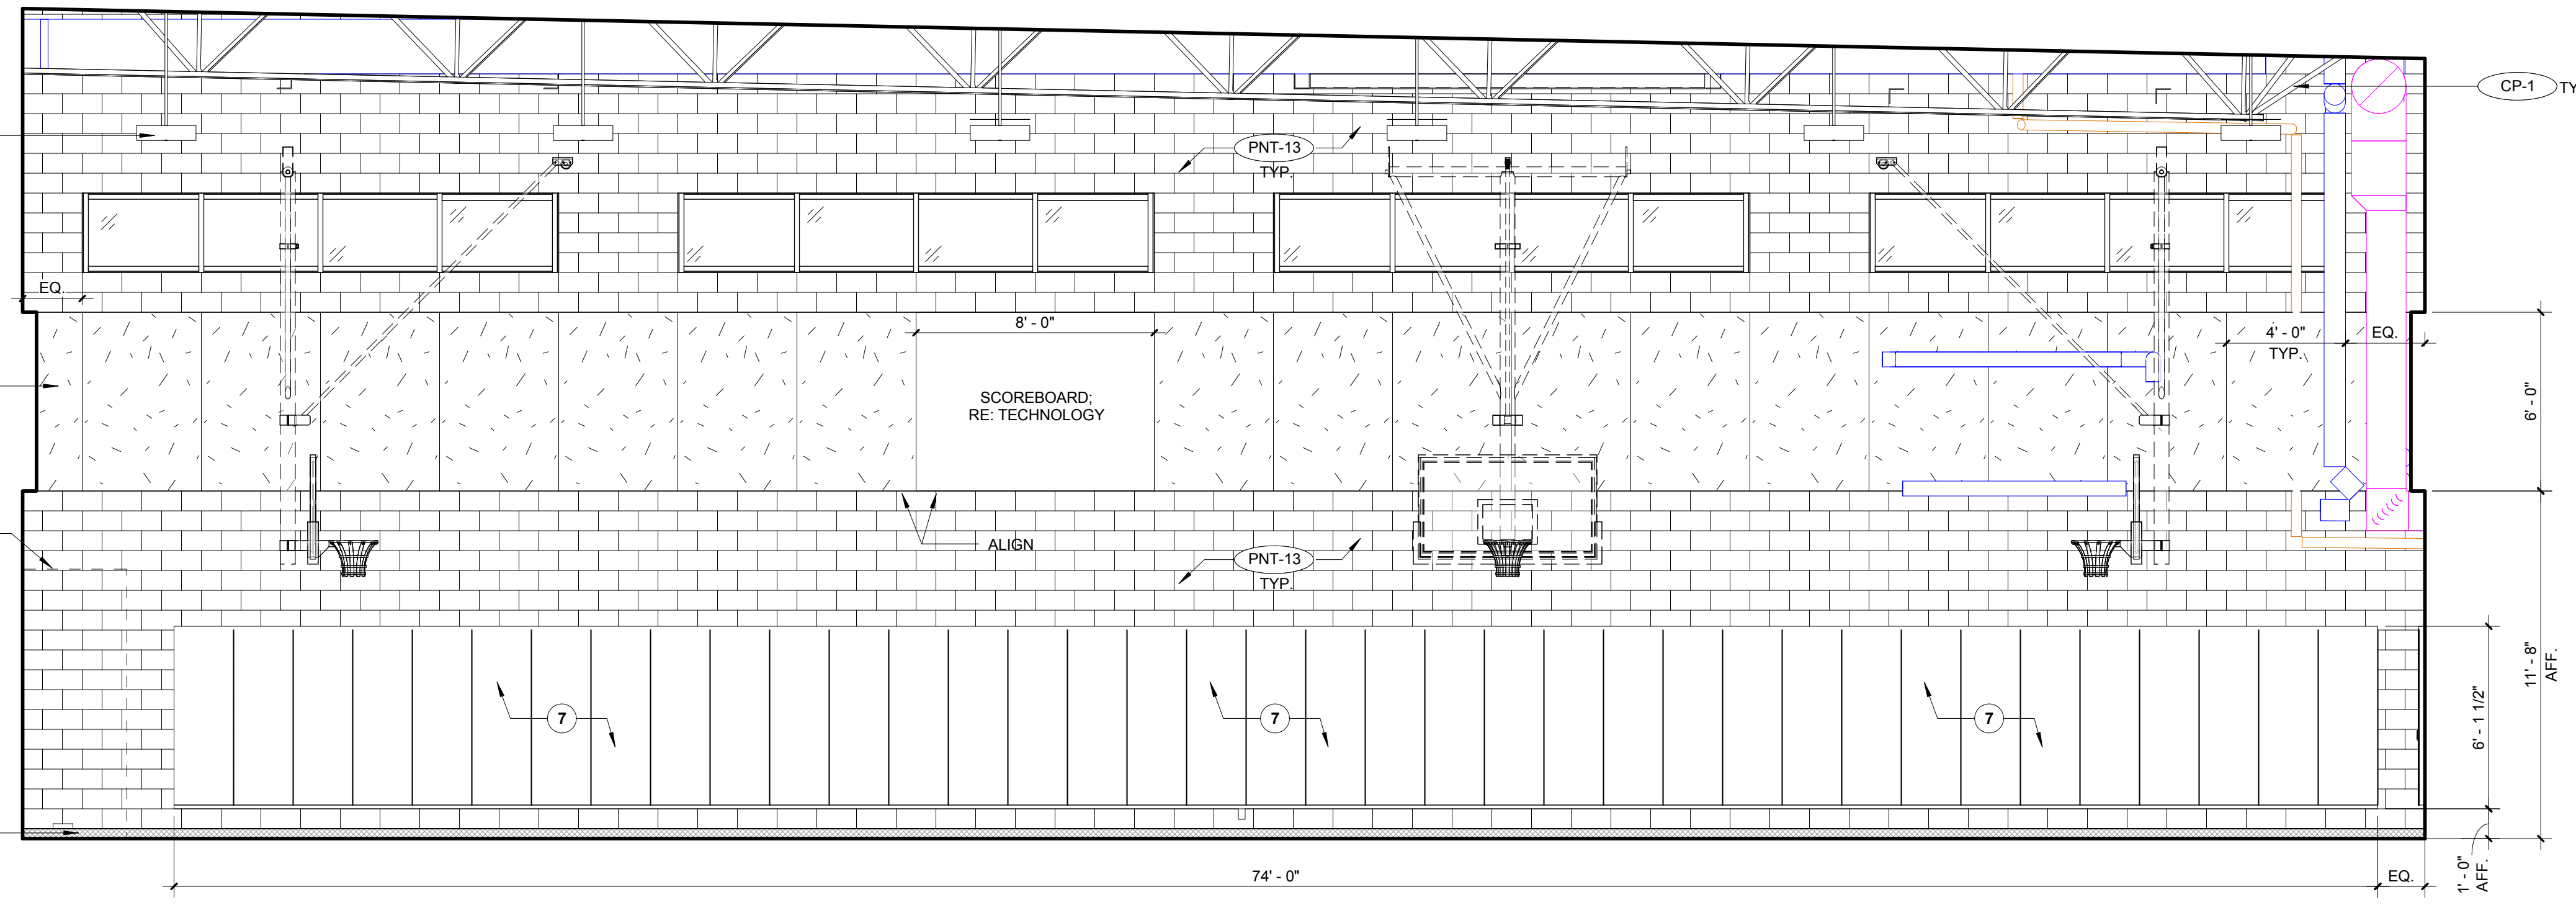 CP-1 TY
PNT-13
TYP.
EQ.
8' - 0"
4' - 0"
TYP.
EQ.
SCOREBOARD;
RE: TECHNOLOGY
6' - 0"
ALIGN
PNT-13
TYP.
7
7
7
6' - 1 1/2"
11' - 8"
AFF.
1' - 0"
AFF.
74' - 0"
EQ.